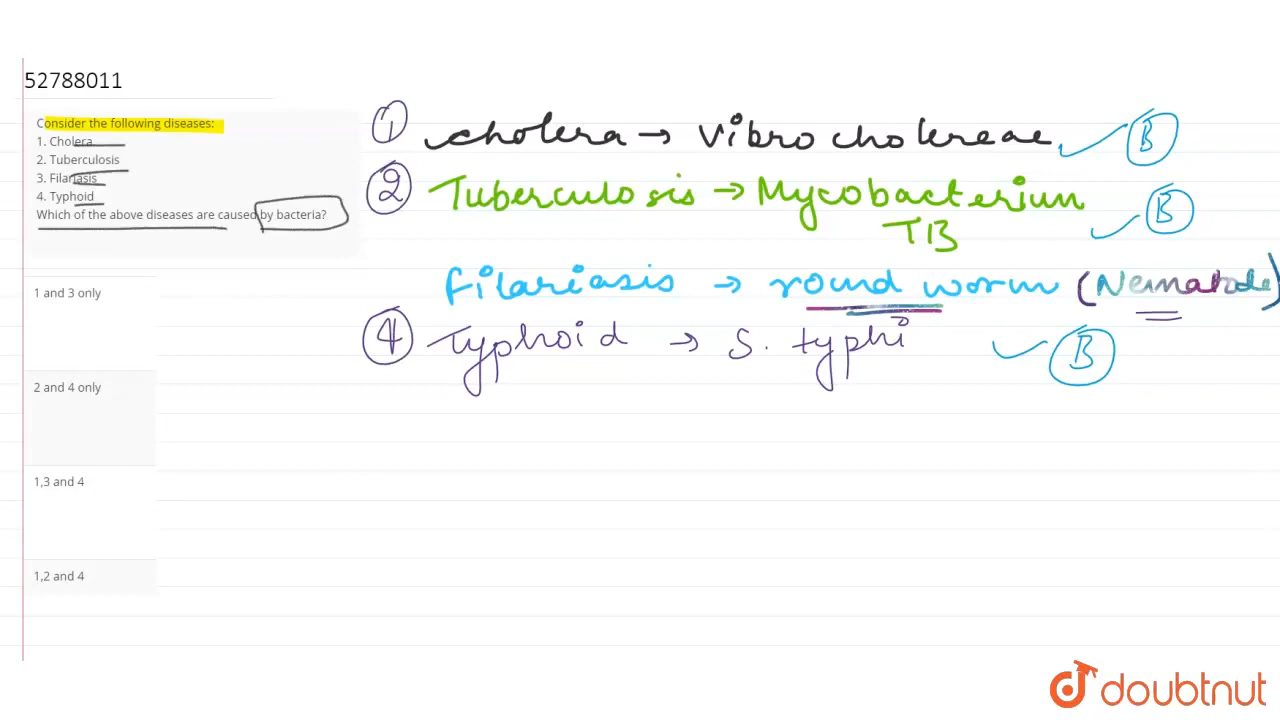 52788011
Consider the following diseases:
1. Cholera
2. Tuberculosis
3. Filariasis
4. Typhoid
Which of the above diseases are caused by bacteria?
1 and 3 only
2 and 4 only
1,3 and 4
1,2 and 4
① cholera → Vibro cholereae B
② Tuberculosis → Mycobacterium B
TB
filariasis → round worm (Nematode)
④ Typhoid → S. typhi B
doubtnut